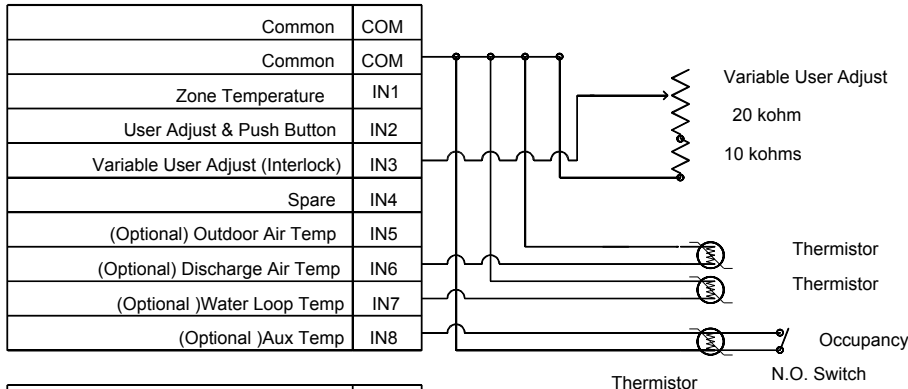 Common COM
Common COM
Zone Temperature IN1
User Adjust & Push Button IN2
Variable User Adjust (Interlock) IN3
Spare IN4
(Optional) Outdoor Air Temp IN5
(Optional) Discharge Air Temp IN6
(Optional )Water Loop Temp IN7
(Optional )Aux Temp IN8
Variable User Adjust
20 kohm
10 kohms
Thermistor
Thermistor
Occupancy
N.O. Switch
Thermistor